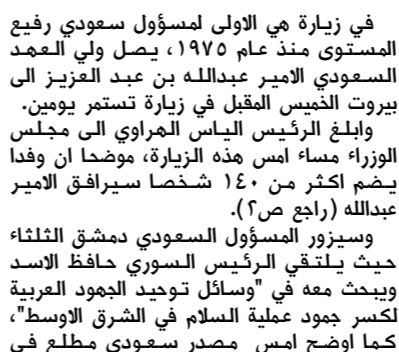 في زيارة هي الاولى لمسؤول سعودي رفيع
المستوى منذ عام ١٩٧٥، يصل ولي العهد
السعودي الامير عبدالله بن عبد العزيز الى
بيروت الخميس المقبل في زيارة تستمر يومين.
وابلغ الرئيس الياس الهراوي الى مجلس
الوزراء مساء امس هذه الزيارة، موضحا ان وفدا
يضم اكثر من ١٤٠ شخصا سيرافق الامير
عبدالله (راجع ص٢).
وسيزور المسؤول السعودي دمشق الثلثاء
حيث يلتقي الرئيس السوري حافظ الاسد
ويبحث معه في "وسائل توحيد الجهود العربية
لكسر جمود عملية السلام في الشرق الاوسط"،
كما اوضح امس مصدر سعودي مطلع في